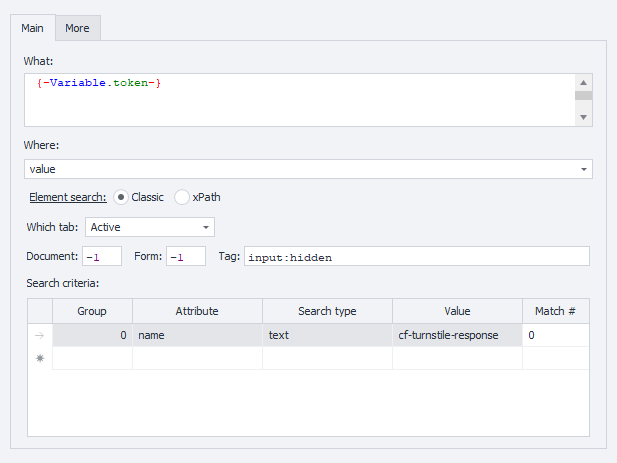 Main More
What:
{-Variable.token-}
Where:
value
Element search: Classic xPath
Which tab: Active
Document: -1 Form: -1 Tag: input:hidden
Search criteria:
Group Attribute Search type Value Match #
0 name text cf-turnstile-response 0